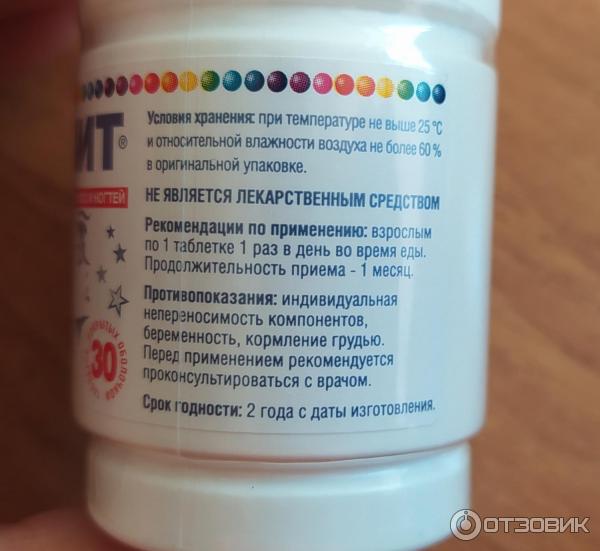 Условия хранения: при температуре не выше 25 °C
и относительной влажности воздуха не более 60 %
в оригинальной упаковке.
ИТ®
НОГТЕЙ
НЕ ЯВЛЯЕТСЯ ЛЕКАРСТВЕННЫМ СРЕДСТВОМ
Рекомендации по применению: взрослым
по 1 таблетке 1 раз в день во время еды.
Продолжительность приема - 1 месяц.
Противопоказания: индивидуальная
непереносимость компонентов,
беременность, кормление грудью.
Перед применением рекомендуется
проконсультироваться с врачом.
Срок годности: 2 года с даты изготовления.
30
ОТЗОВИК